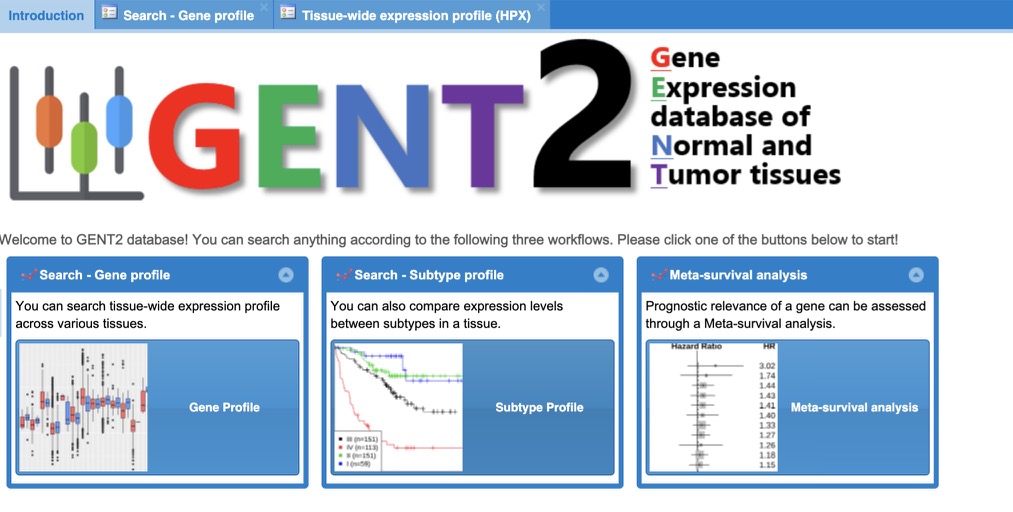 Introduction
Search - Gene profile
Tissue-wide expression profile (HPX)
GENT2
Gene
Expression
database of
Normal and
Tumor tissues
Welcome to GENT2 database! You can search anything according to the following three workflows. Please click one of the buttons below to start!
Search - Gene profile
You can search tissue-wide expression profile
across various tissues.
Gene Profile
Search - Subtype profile
You can also compare expression levels
between subtypes in a tissue.
III (n=151)
IV (n=113)
II (n=151)
I (n=59)
Subtype Profile
Meta-survival analysis
Prognostic relevance of a gene can be assessed
through a Meta-survival analysis.
Hazard Ratio HR
3.02
1.74
1.44
1.43
1.41
1.40
1.33
1.27
1.26
1.18
1.15
Meta-survival analysis